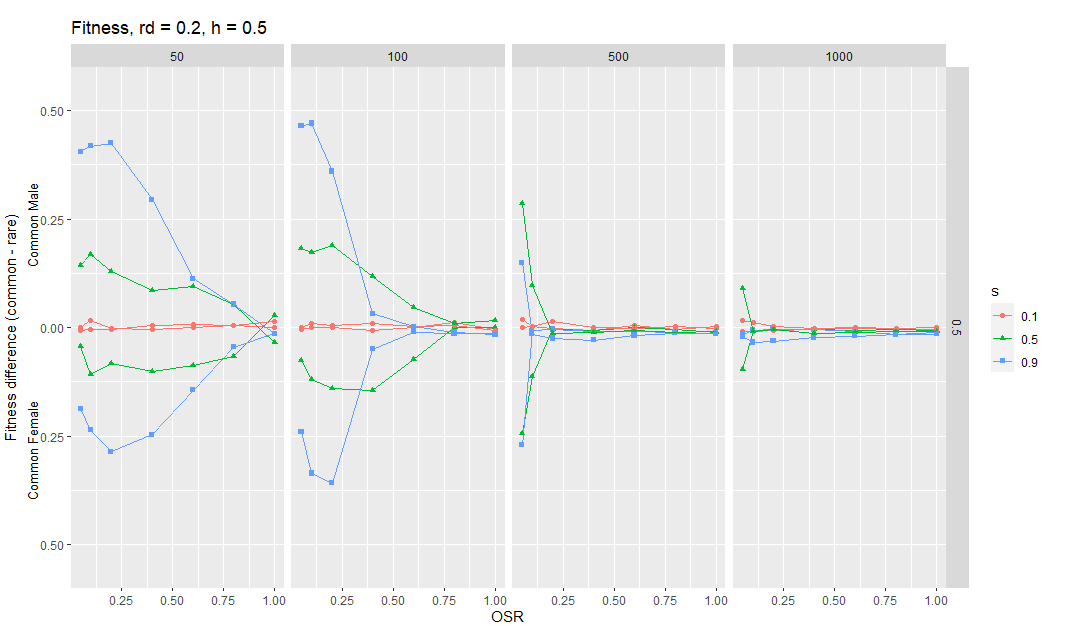 Fitness, rd = 0.2, h = 0.5
50 100 500 1000
Fitness difference (common - rare)
Common Male
Common Female
0.50
0.25
0.00
0.25
0.50
0.5
0.25 0.50 0.75 1.00 0.25 0.50 0.75 1.00 0.25 0.50 0.75 1.00 0.25 0.50 0.75 1.00
OSR
s
0.1
0.5
0.9